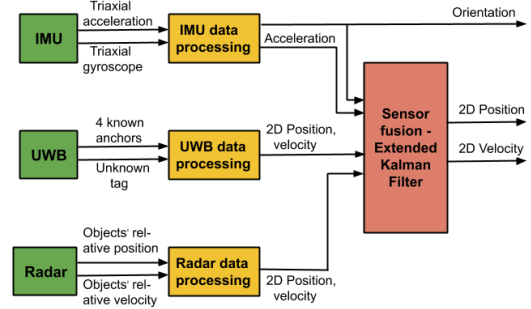 Triaxial
acceleration
IMU
Triaxial
gyroscope
IMU data
processing
Orientation
Acceleration
4 known
anchors
UWB
Unknown
tag
UWB data
processing
2D Position,
velocity
Sensor
fusion -
Extended
Kalman
Filter
2D Position
2D Velocity
Objects' rel-
ative position
Radar
Objects' rel-
ative velocity
Radar data
processing
2D Position,
velocity